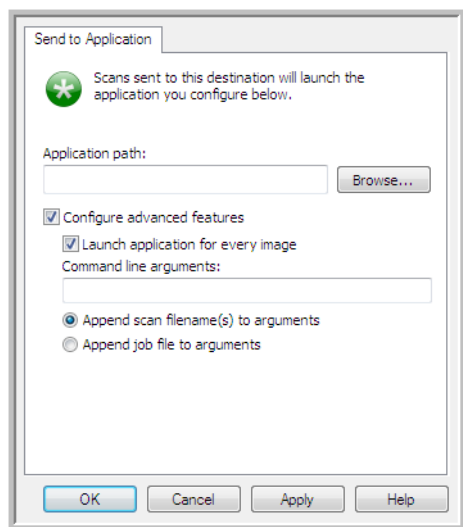 Send to Application
Scans sent to this destination will launch the
application you configure below.
Application path:
Browse...
Configure advanced features
Launch application for every image
Command line arguments:
Append scan filename(s) to arguments
Append job file to arguments
OK Cancel Apply Help